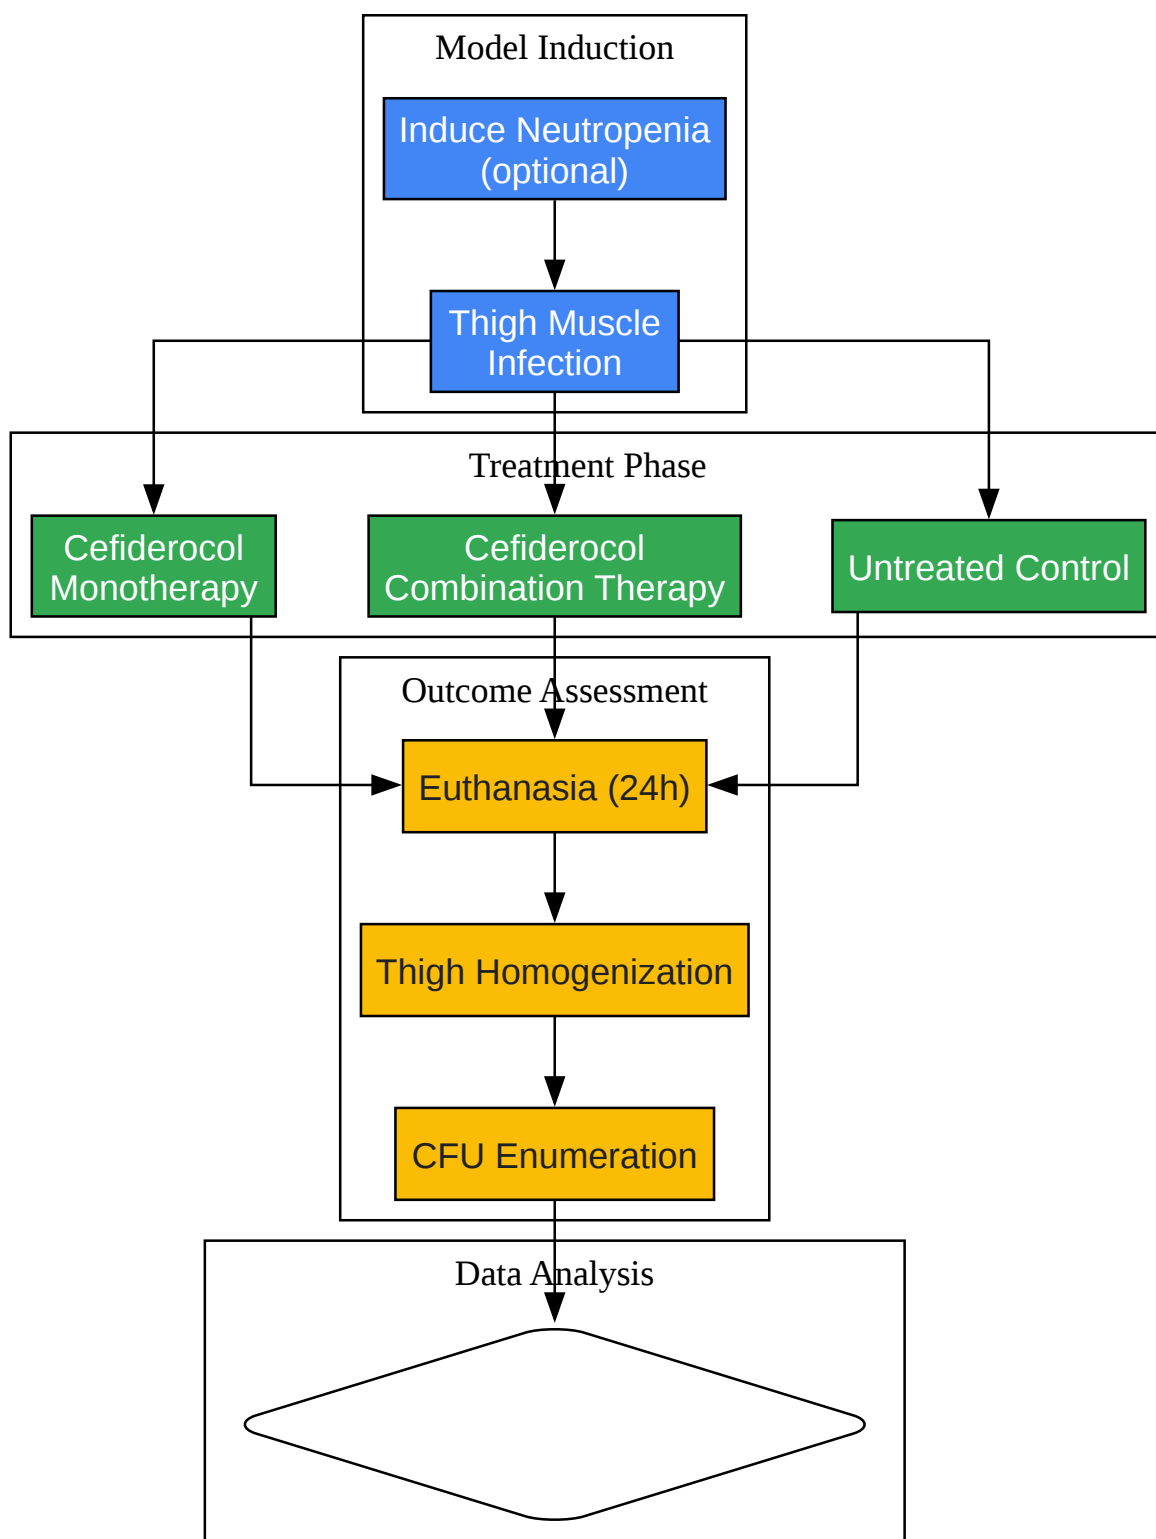 Model Induction
Induce Neutropenia
(optional)
Thigh Muscle
Infection
Treatment Phase
Cefiderocol
Monotherapy
Cefiderocol
Combination Therapy
Untreated Control
Outcome Assessment
Euthanasia (24h)
Thigh Homogenization
CFU Enumeration
Data Analysis